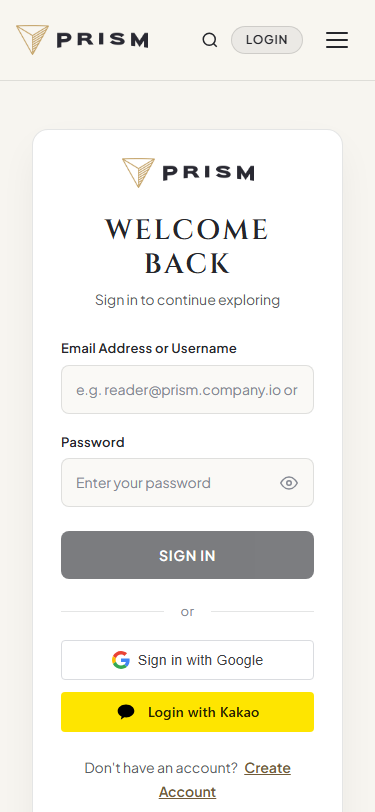 PRISM
LOGIN
PRISM
WELCOME
BACK
Sign in to continue exploring
Email Address or Username
e.g. reader@prism.company.io or
Password
Enter your password
SIGN IN
or
Sign in with Google
Login with Kakao
Don't have an account? Create
Account